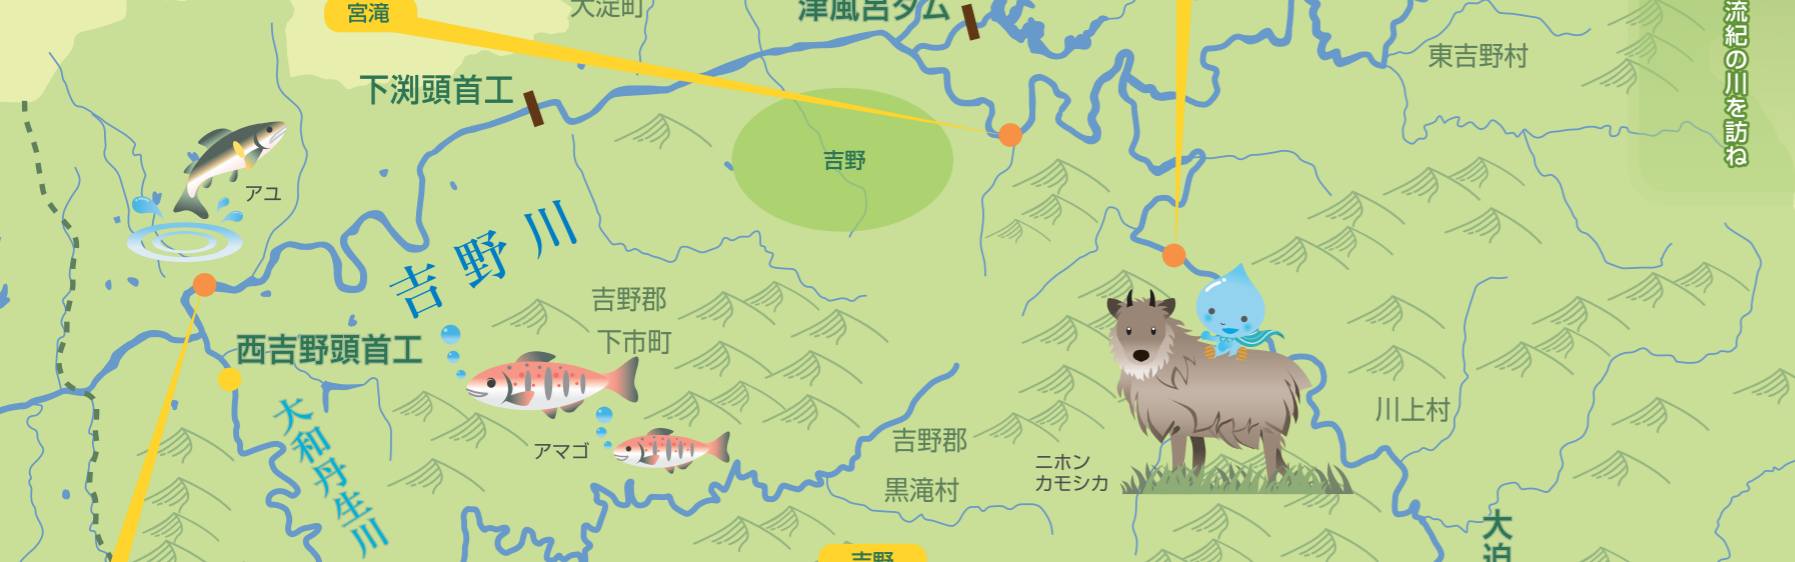 宮滝
大淀町
津風呂ダム
流紀の川を訪ね
東吉野村
下渕頭首工
吉野
アユ
吉野川
吉野郡
下市町
西吉野頭首工
大和丹生川
アマゴ
吉野郡
黒滝村
川上村
ニホン
カモシカ
大迫
吉野